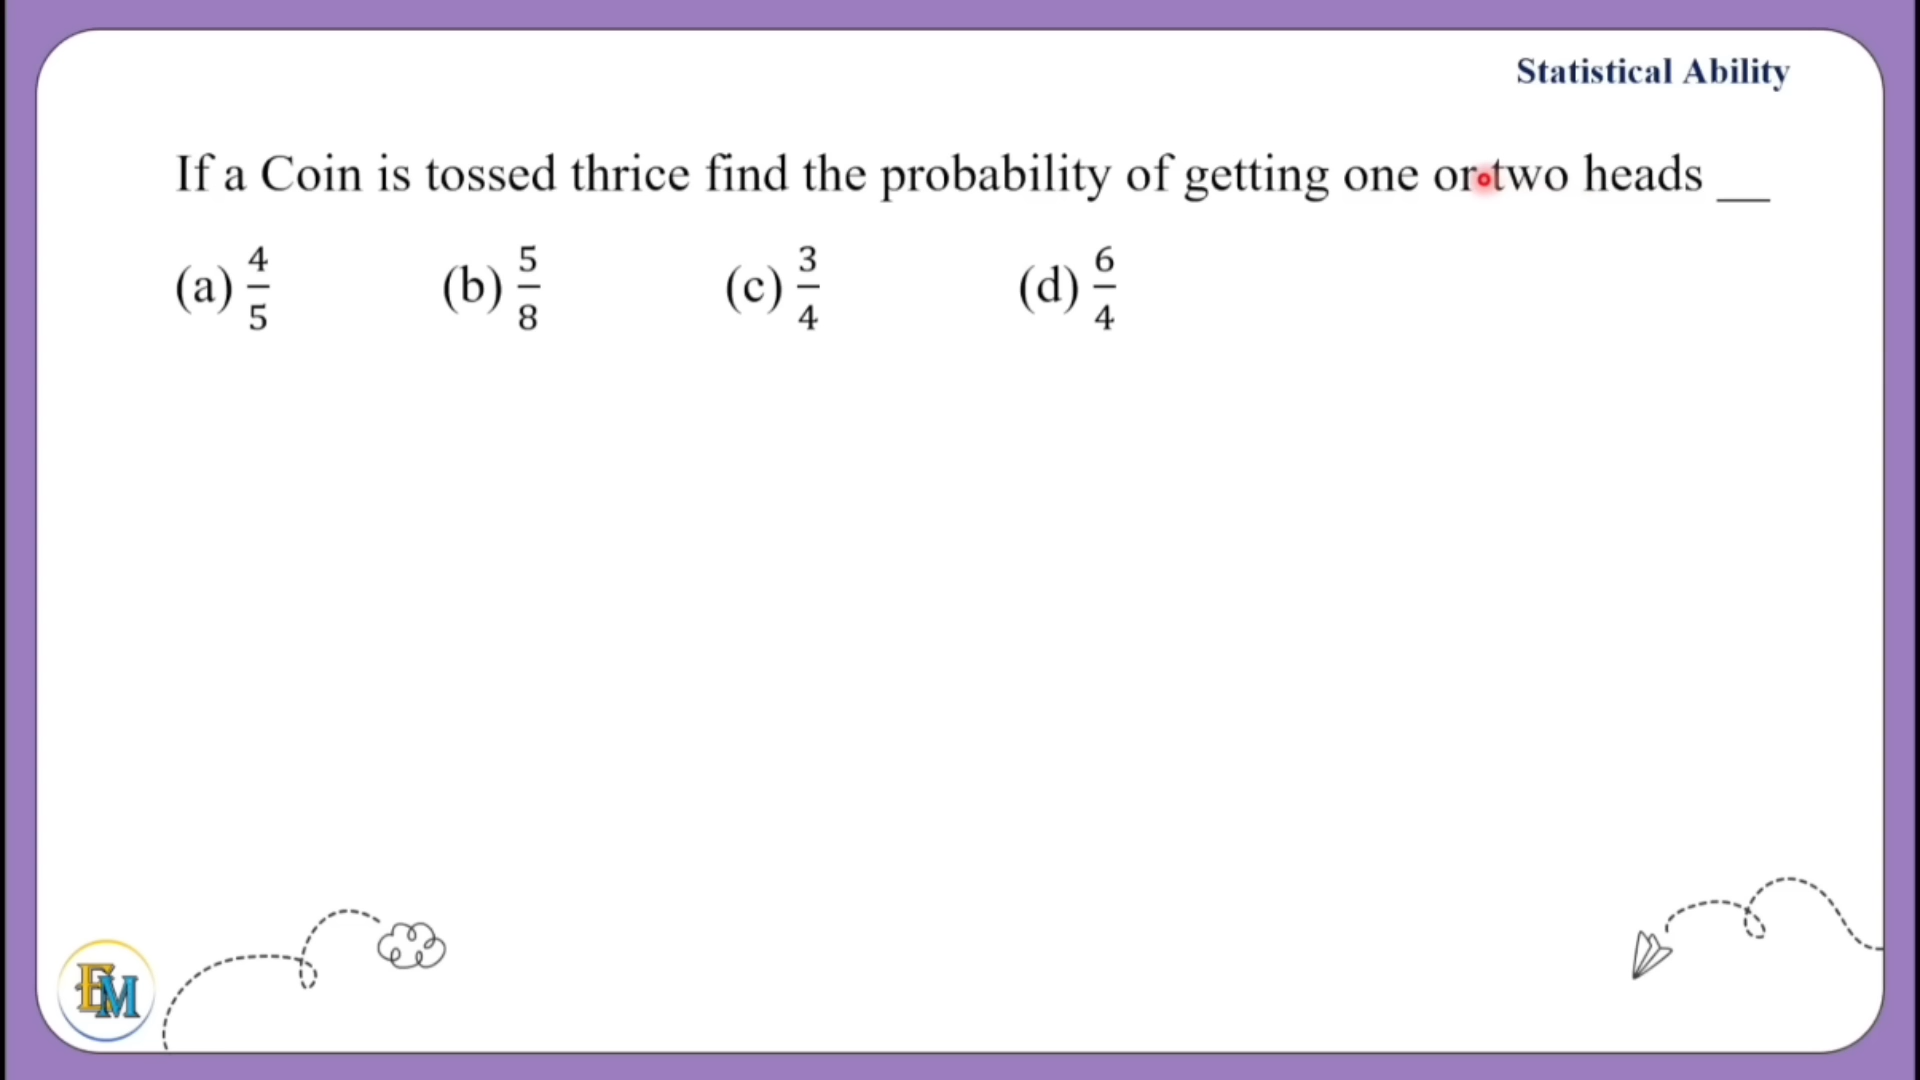 Statistical Ability
If a Coin is tossed thrice find the probability of getting one or two heads __
(a) 4/5 (b) 5/8 (c) 3/4 (d) 6/4
EM